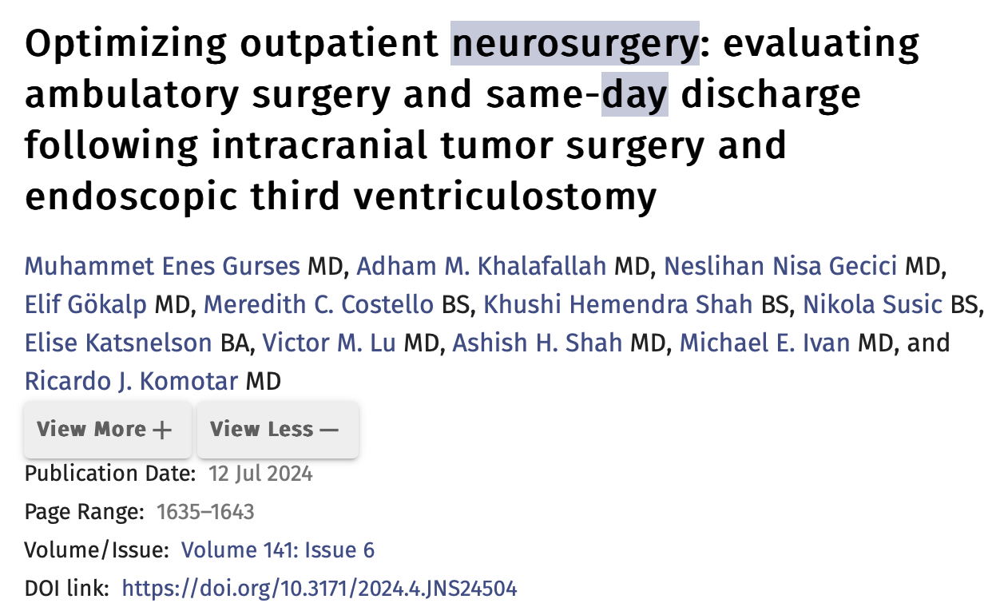 Optimizing outpatient neurosurgery: evaluating
ambulatory surgery and same-day discharge
following intracranial tumor surgery and
endoscopic third ventriculostomy
Muhammet Enes Gurses MD, Adham M. Khalafallah MD, Neslihan Nisa Gecici MD,
Elif Gökalp MD, Meredith C. Costello BS, Khushi Hemendra Shah BS, Nikola Susic BS,
Elise Katsnelson BA, Victor M. Lu MD, Ashish H. Shah MD, Michael E. Ivan MD, and
Ricardo J. Komotar MD
View More + View Less —
Publication Date: 12 Jul 2024
Page Range: 1635–1643
Volume/Issue: Volume 141: Issue 6
DOI link: https://doi.org/10.3171/2024.4.JNS24504